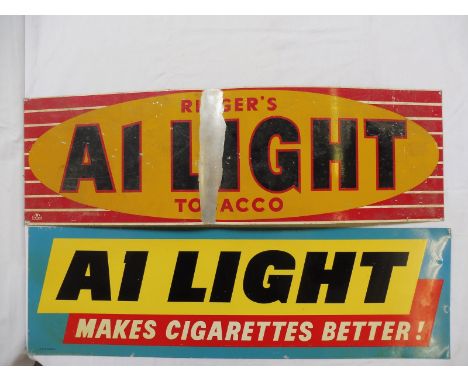 RINGER'S
A1 LIGHT
TOBACCO
A1 LIGHT
MAKES CIGARETTES BETTER!